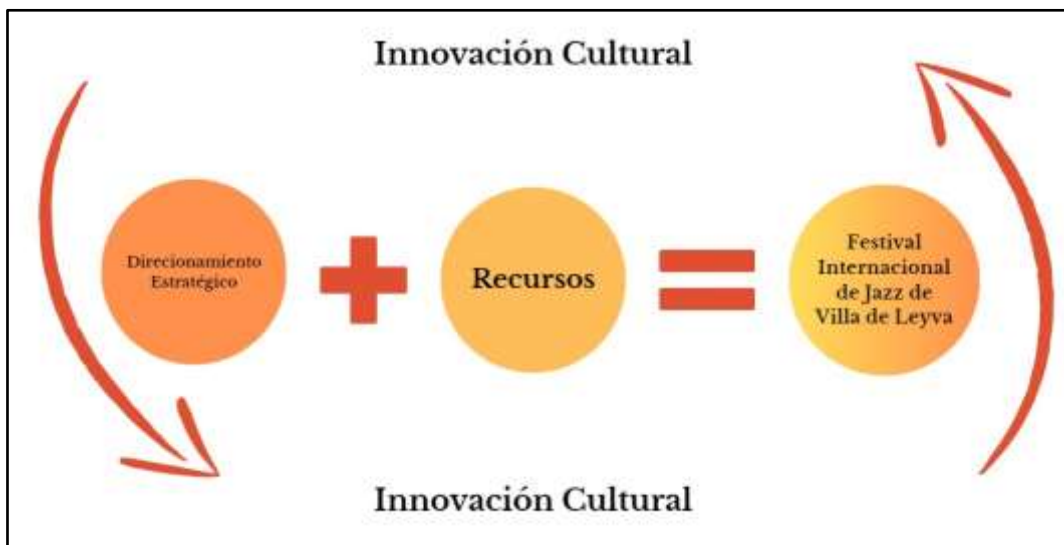 Innovación Cultural
Direcionamiento
Estratégico
Recursos
Festival
Internacional
de Jazz de
Villa de Leyva
Innovación Cultural